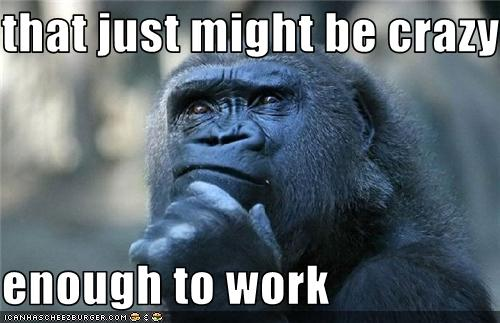 that just might be crazy
enough to work
ICANHASCHEEZBURGER.COM